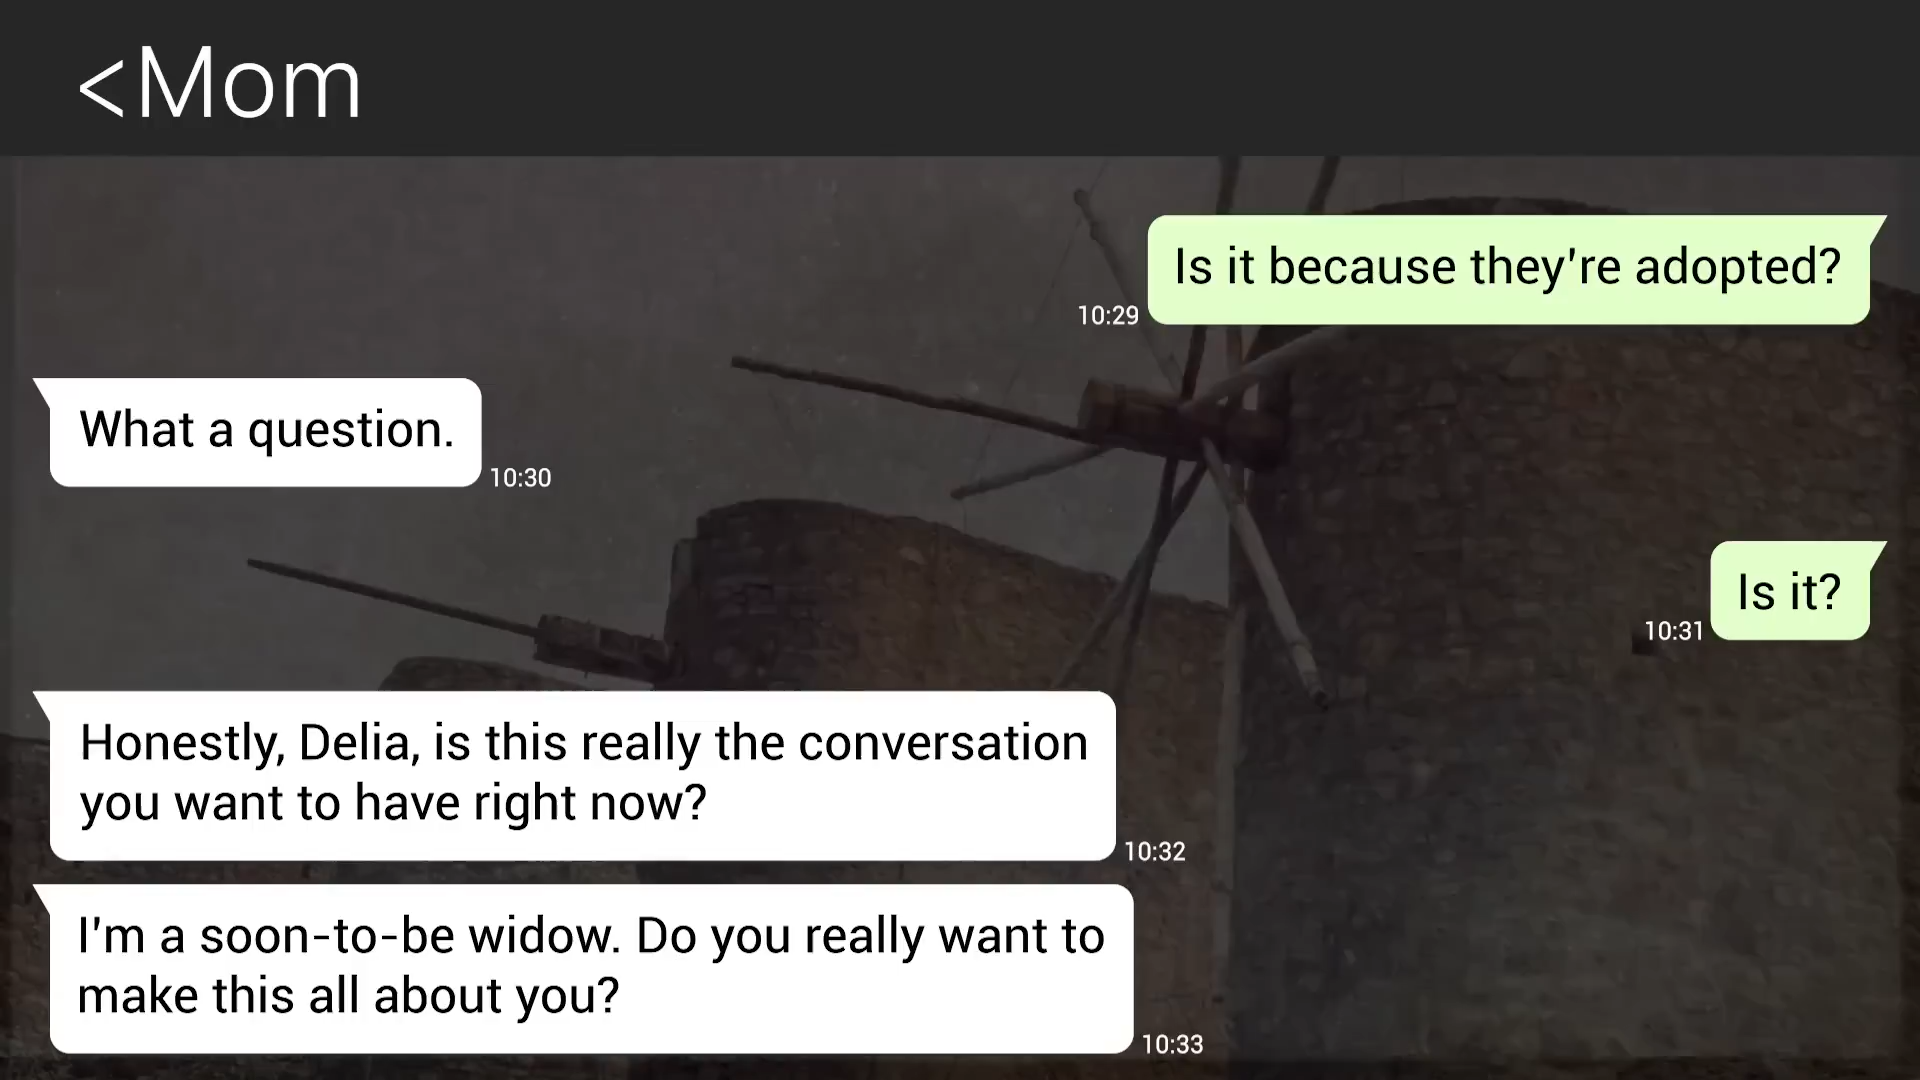 <Mom
Is it because they're adopted?
10:29
What a question.
10:30
Is it?
10:31
Honestly, Delia, is this really the conversation
you want to have right now?
10:32
I'm a soon-to-be widow. Do you really want to
make this all about you?
10:33